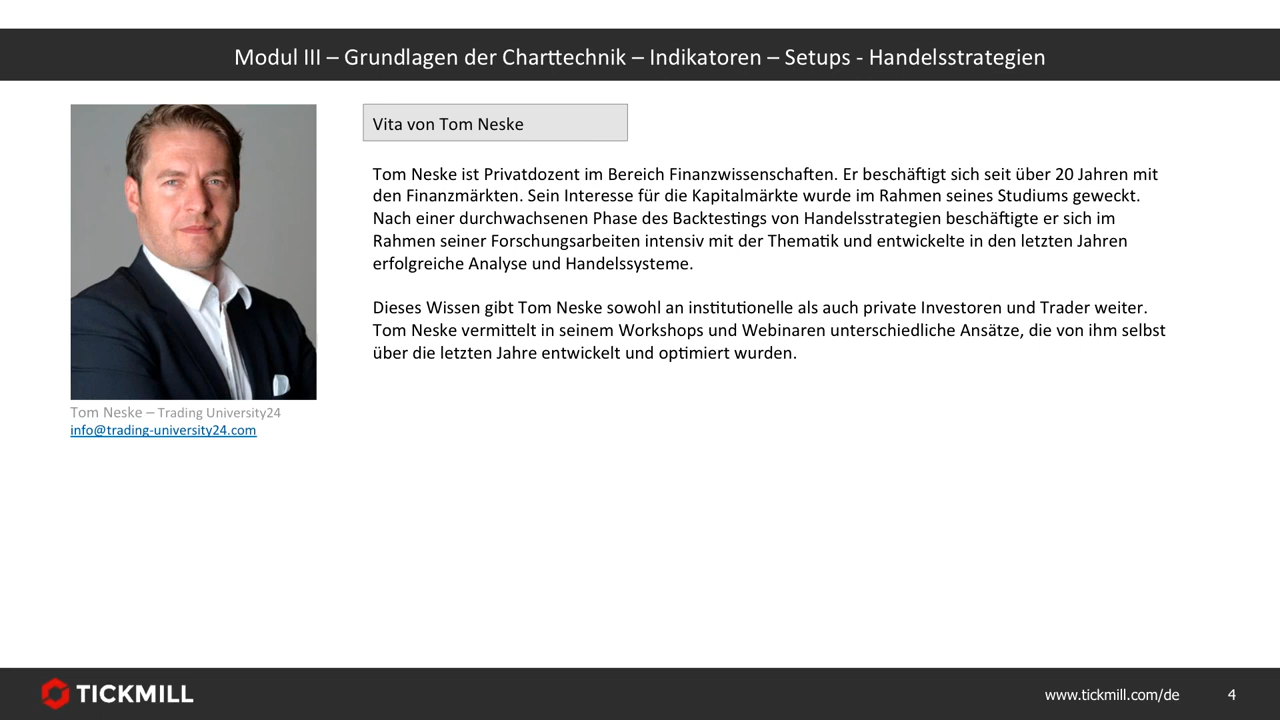 Modul III – Grundlagen der Charttechnik – Indikatoren – Setups - Handelsstrategien
Vita von Tom Neske
Tom Neske ist Privatdozent im Bereich Finanzwissenschaften. Er beschäftigt sich seit über 20 Jahren mit
den Finanzmärkten. Sein Interesse für die Kapitalmärkte wurde im Rahmen seines Studiums geweckt.
Nach einer durchwachsenen Phase des Backtestings von Handelsstrategien beschäftigte er sich im
Rahmen seiner Forschungsarbeiten intensiv mit der Thematik und entwickelte in den letzten Jahren
erfolgreiche Analyse und Handelssysteme.
Dieses Wissen gibt Tom Neske sowohl an institutionelle als auch private Investoren und Trader weiter.
Tom Neske vermittelt in seinem Workshops und Webinaren unterschiedliche Ansätze, die von ihm selbst
über die letzten Jahre entwickelt und optimiert wurden.
Tom Neske – Trading University24
info@trading-university24.com
TICKMILL
www.tickmill.com/de
4